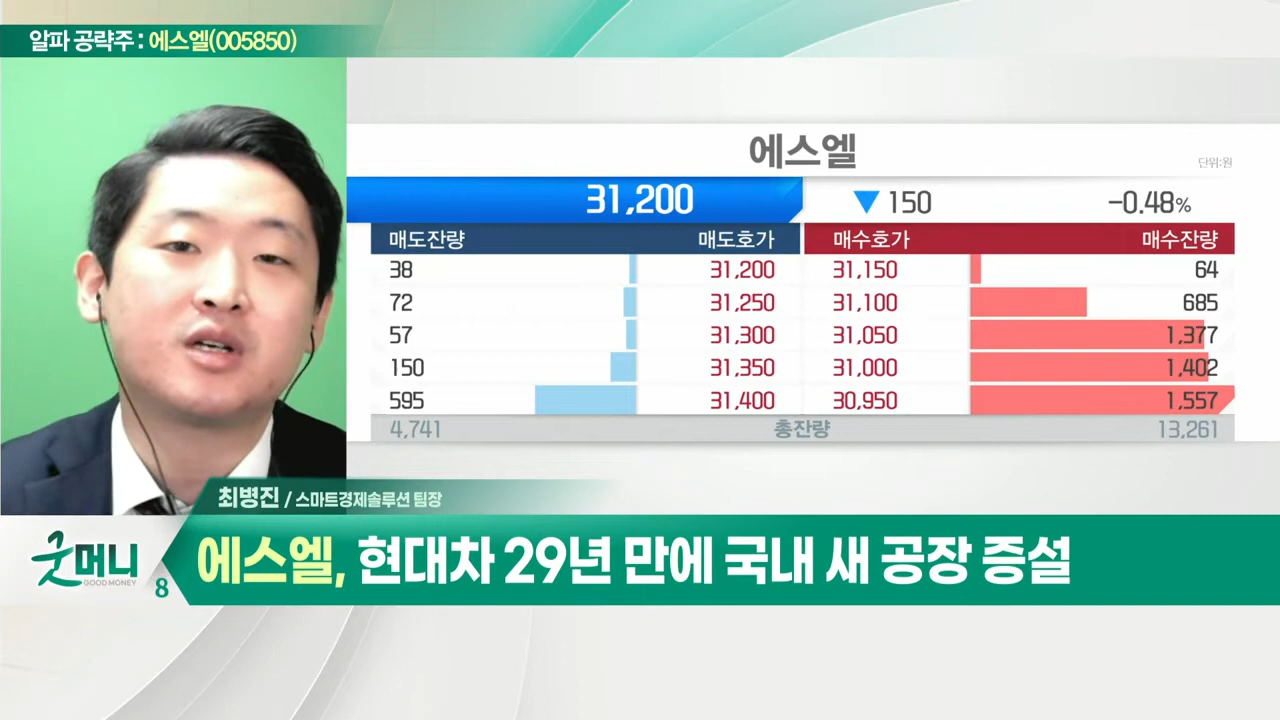 알파 공략주 : 에스엘(005850)
에스엘
단위:원
31,200 ▼ 150 -0.48%
매도잔량 매도호가 매수호가 매수잔량
38 31,200 31,150 64
72 31,250 31,100 685
57 31,300 31,050 1,377
150 31,350 31,000 1,402
595 31,400 30,950 1,557
4,741 총잔량 13,261
최병진 / 스마트경제솔루션 팀장
굿머니
GOOD MONEY
8
에스엘, 현대차 29년 만에 국내 새 공장 증설